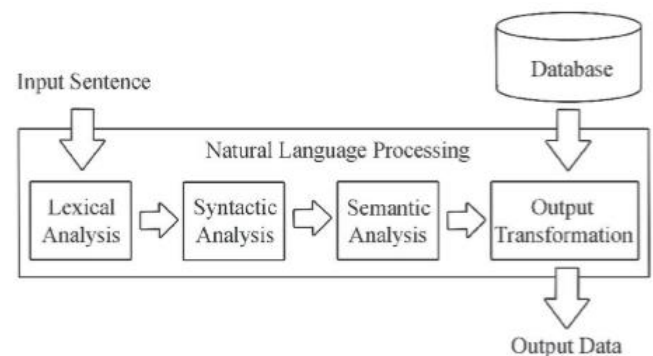 Input Sentence
Database
Natural Language Processing
Lexical
Analysis
Syntactic
Analysis
Semantic
Analysis
Output
Transformation
Output Data